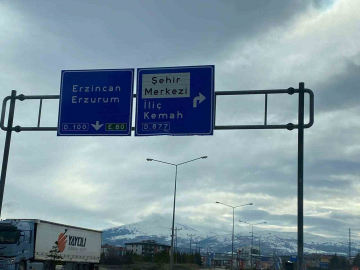 Erzincan
Erzurum
D.100 E 80
Şehir
Merkezi
İliç
Kemah
D.877